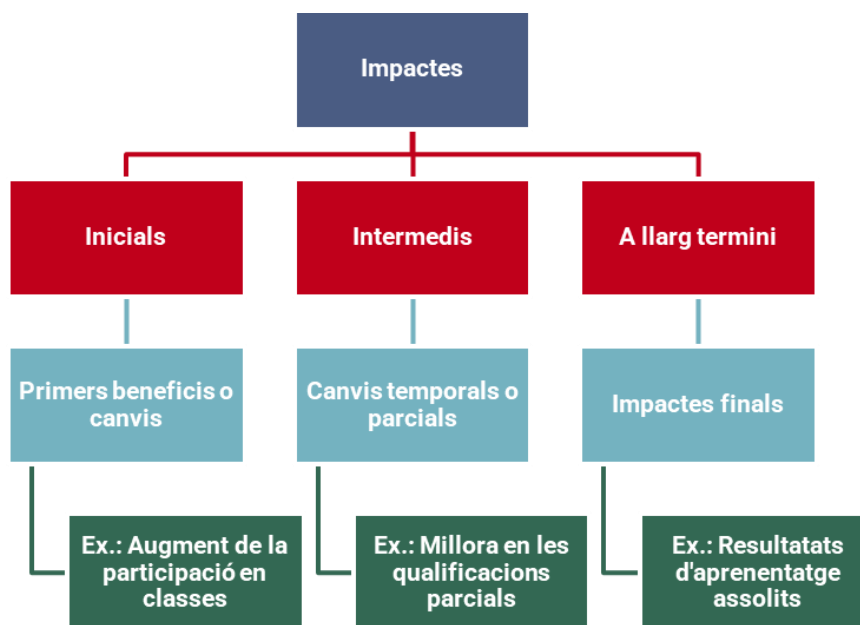 Impactes
Inicials
Intermedis
A llarg termini
Primers beneficis o
canvis
Canvis temporals o
parcials
Impactes finals
Ex.: Augment de la
participació en
classes
Ex.: Millora en les
qualificacions
parcials
Ex.: Resultatats
d'aprenentatge
assolits